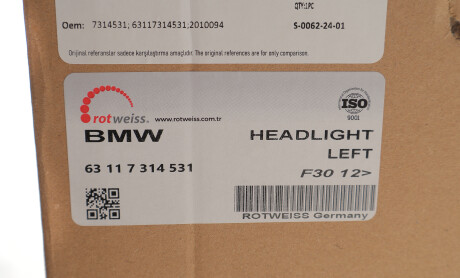 QTY:1PC
Oem: 7314531; 63117314531;2010094 5-0062-24-01
Orijinal referanslar sadece karşılaştırma amaçlıdır. The original references are for only comparison.
rotweiss. www.rotweiss.com.tr
ISO
9001
BMW HEADLIGHT
LEFT
63 11 7 314 531 F30 12>
ROTWEISS Germany